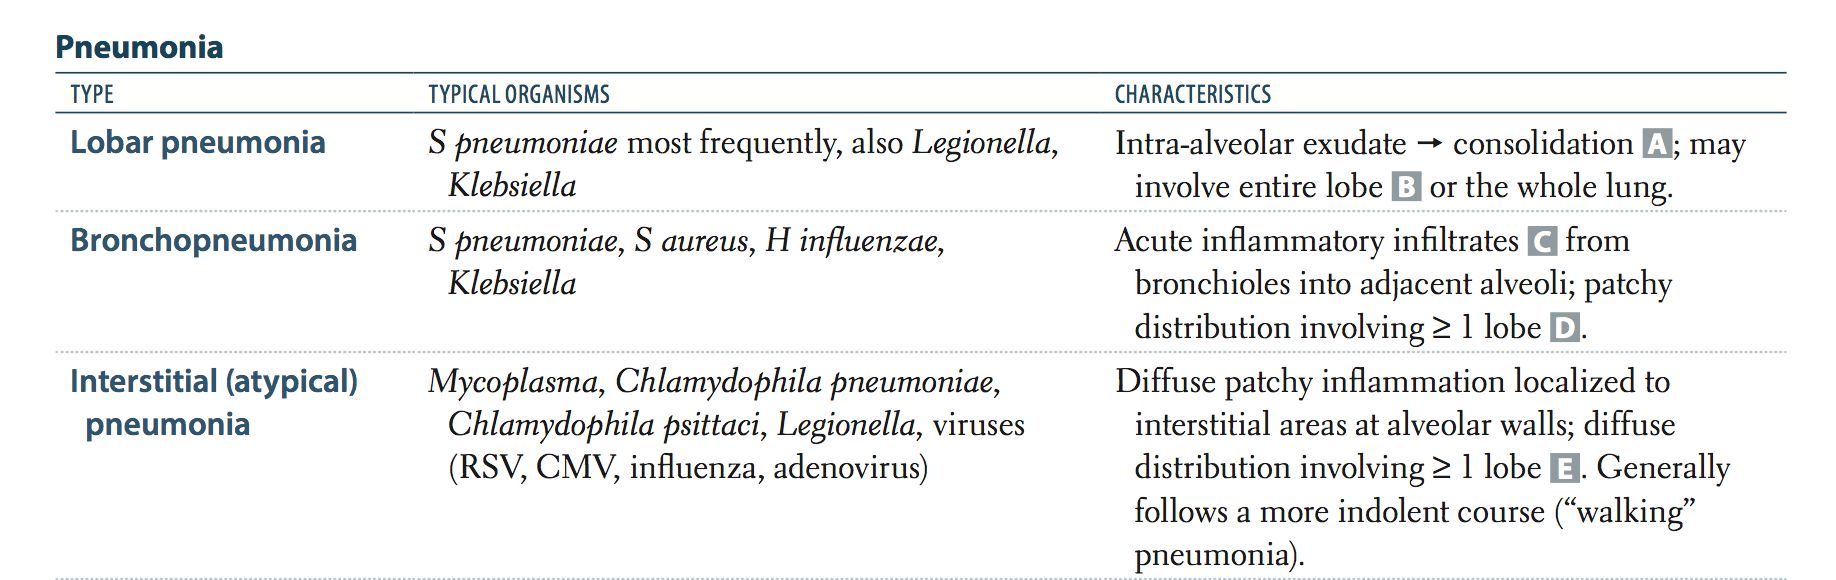 Pneumonia
TYPE TYPICAL ORGANISMS CHARACTERISTICS
Lobar pneumonia
S pneumoniae most frequently, also Legionella,
Klebsiella
Intra-alveolar exudate → consolidation A; may
involve entire lobe B or the whole lung.
Bronchopneumonia
S pneumoniae, S aureus, H influenzae,
Klebsiella
Acute inflammatory infiltrates C from
bronchioles into adjacent alveoli; patchy
distribution involving ≥ 1 lobe D.
Interstitial (atypical)
pneumonia
Mycoplasma, Chlamydophila pneumoniae,
Chlamydophila psittaci, Legionella, viruses
(RSV, CMV, influenza, adenovirus)
Diffuse patchy inflammation localized to
interstitial areas at alveolar walls; diffuse
distribution involving ≥ 1 lobe E. Generally
follows a more indolent course (“walking”
pneumonia).